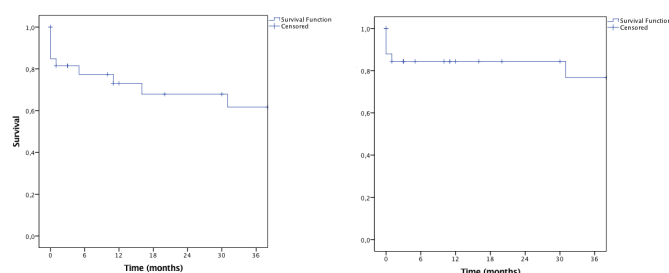 Survival Function
Censored
1,0
0,8
0,6
0,4
0,2
0,0
Survival
0 6 12 18 24 30 36
Time (months)
Survival Function
Censored
1,0
0,8
0,6
0,4
0,2
0,0
0 6 12 18 24 30 36
Time (months)